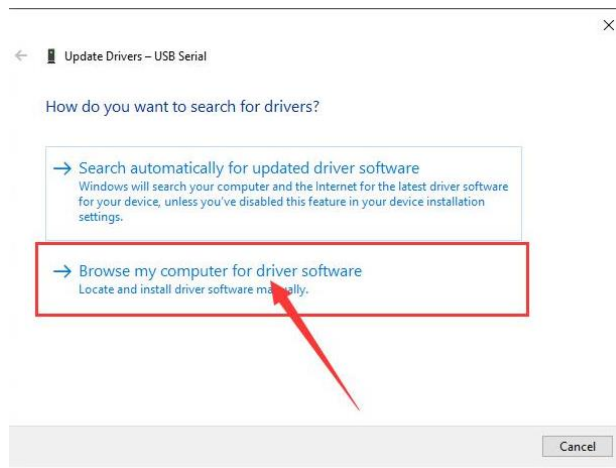 Update Drivers – USB Serial
How do you want to search for drivers?
Search automatically for updated driver software
Windows will search your computer and the Internet for the latest driver software
for your device, unless you've disabled this feature in your device installation
settings.
Browse my computer for driver software
Locate and install driver software manually.
Cancel